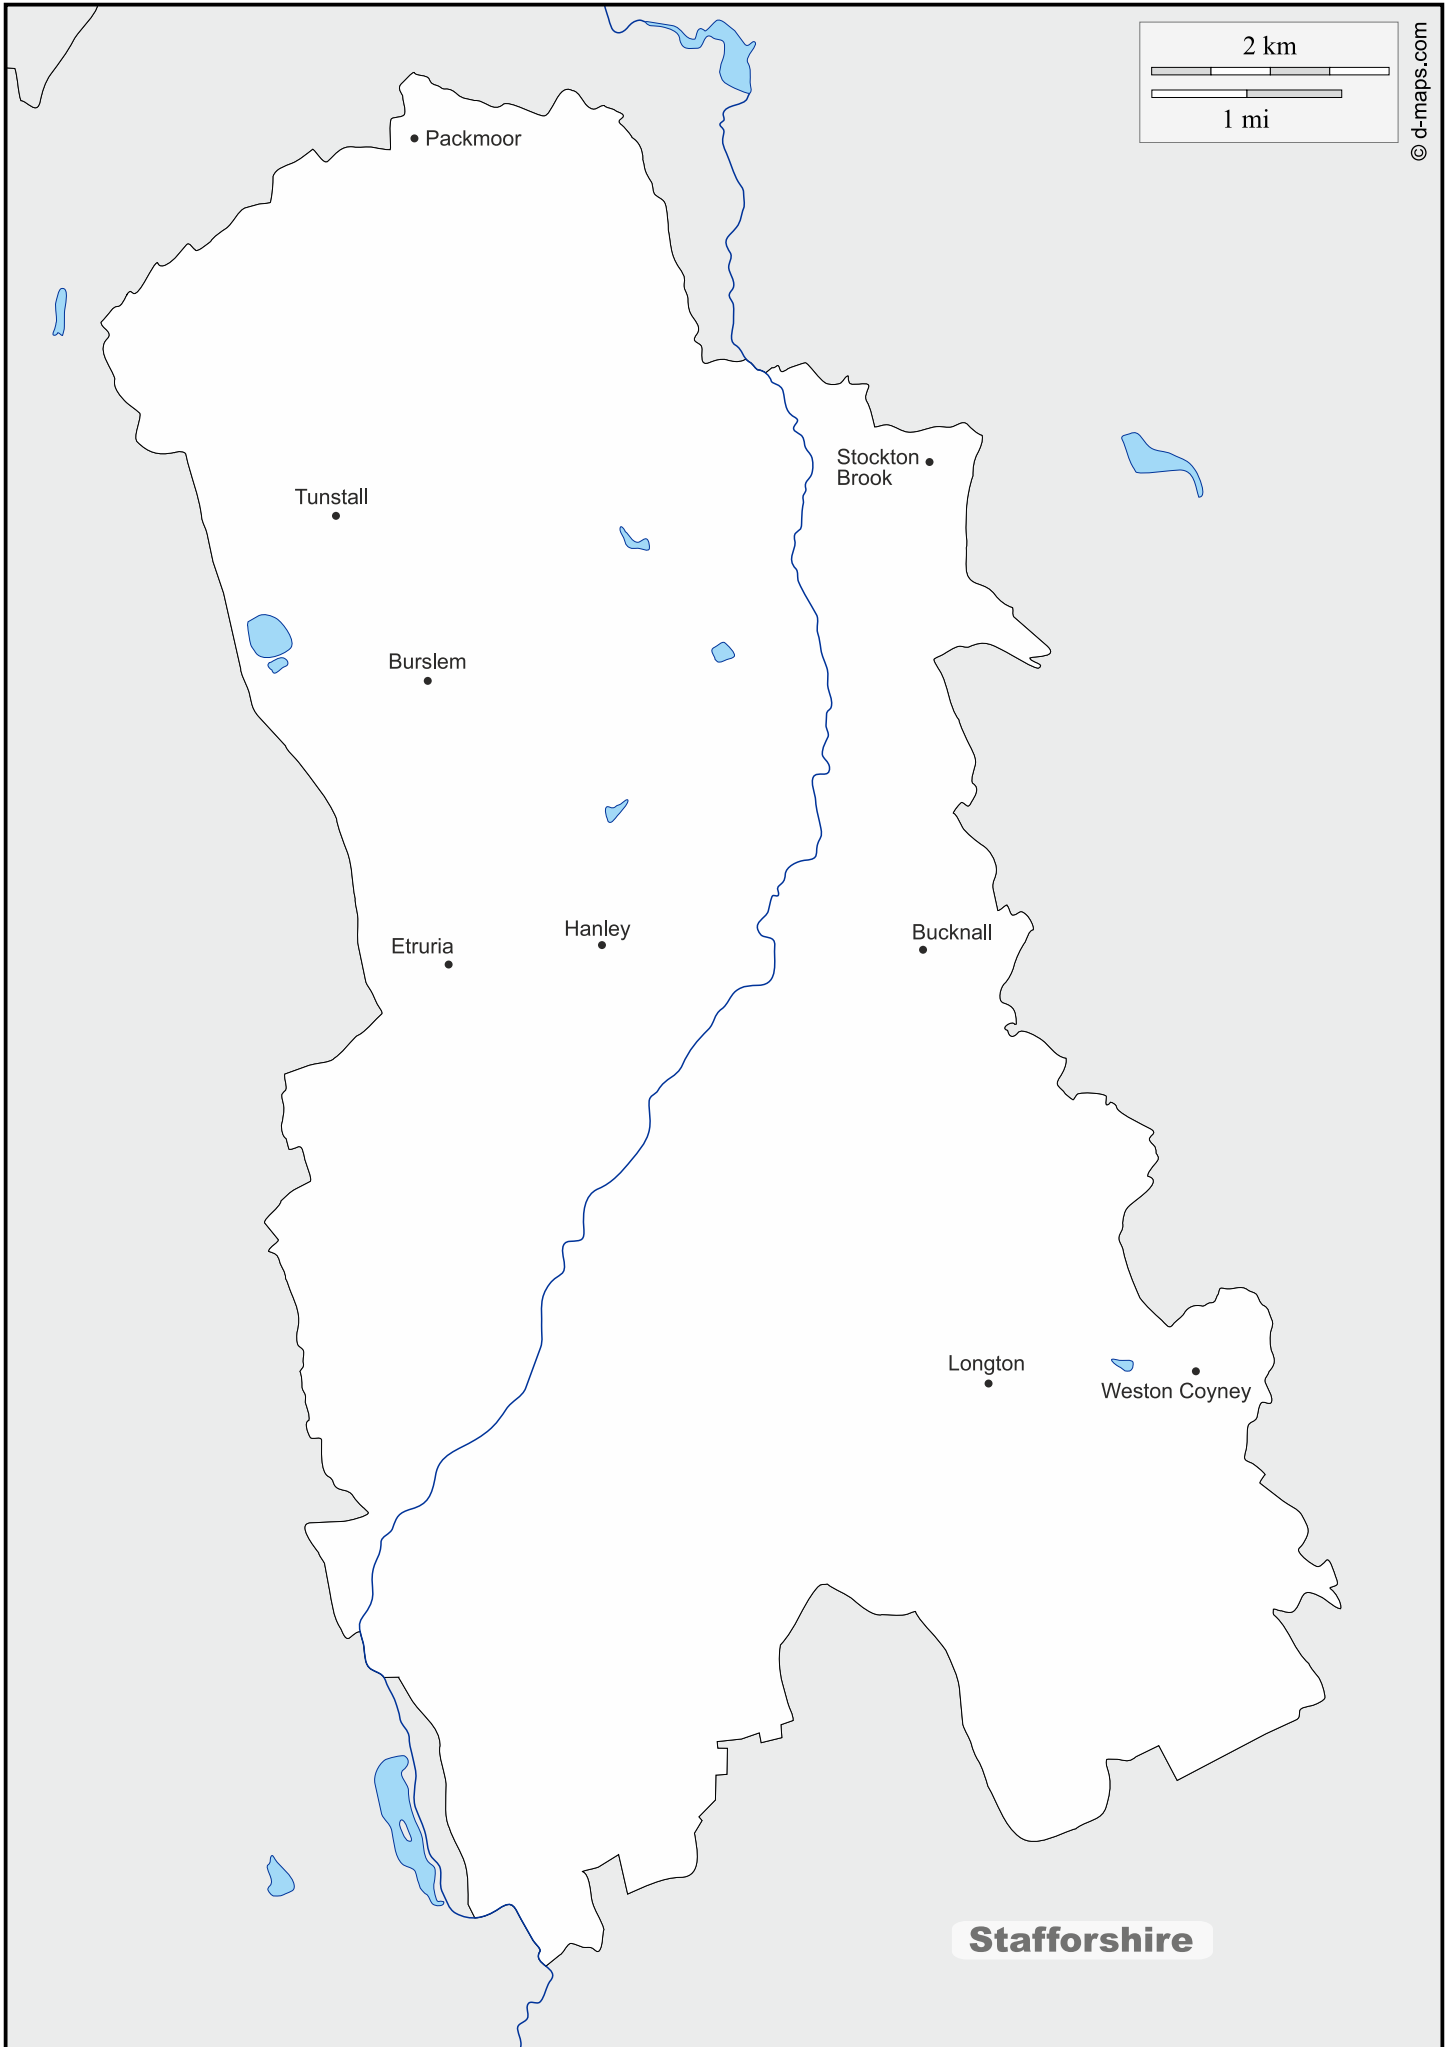 2 km
1 mi
© d-maps.com
Packmoor
Stockton
Brook
Tunstall
Burslem
Hanley
Etruria
Bucknall
Longton
Weston Coyney
Stafforshire